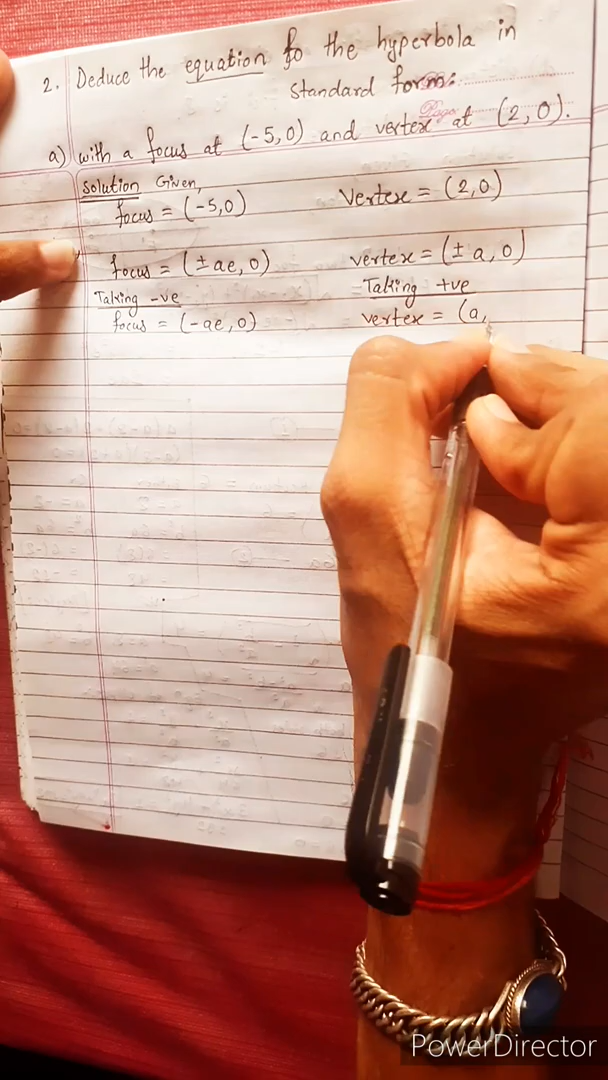 2. Deduce the equation fo the hyperbola in
standard form:
a) with a focus at (-5,0) and vertex at (2,0).
Solution Given,
focus = (-5,0) Vertex = (2,0)
focus = (± ae, 0) vertex = (± a, 0)
Taking -ve Taking +ve
focus = (-ae, 0) vertex = (a,
PowerDirector